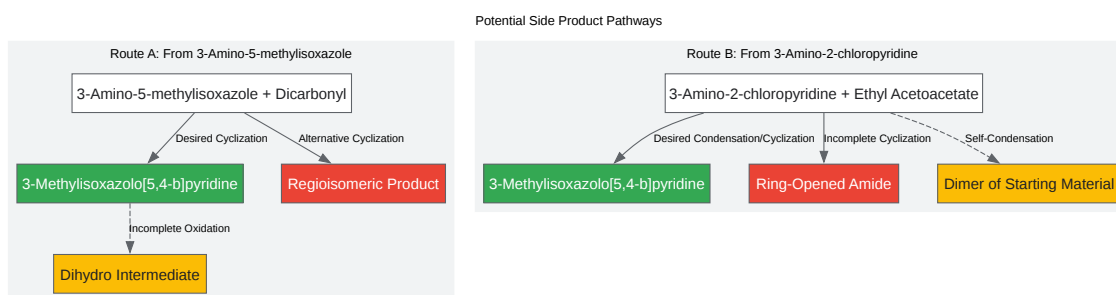 Potential Side Product Pathways
Route A: From 3-Amino-5-methylisoxazole
3-Amino-5-methylisoxazole + Dicarbonyl
Desired Cyclization
Alternative Cyclization
3-Methylisoxazolo[5,4-b]pyridine
Regioisomeric Product
Incomplete Oxidation
Dihydro Intermediate
Route B: From 3-Amino-2-chloropyridine
3-Amino-2-chloropyridine + Ethyl Acetoacetate
Desired Condensation/Cyclization
Incomplete Cyclization
Self-Condensation
3-Methylisoxazolo[5,4-b]pyridine
Ring-Opened Amide
Dimer of Starting Material